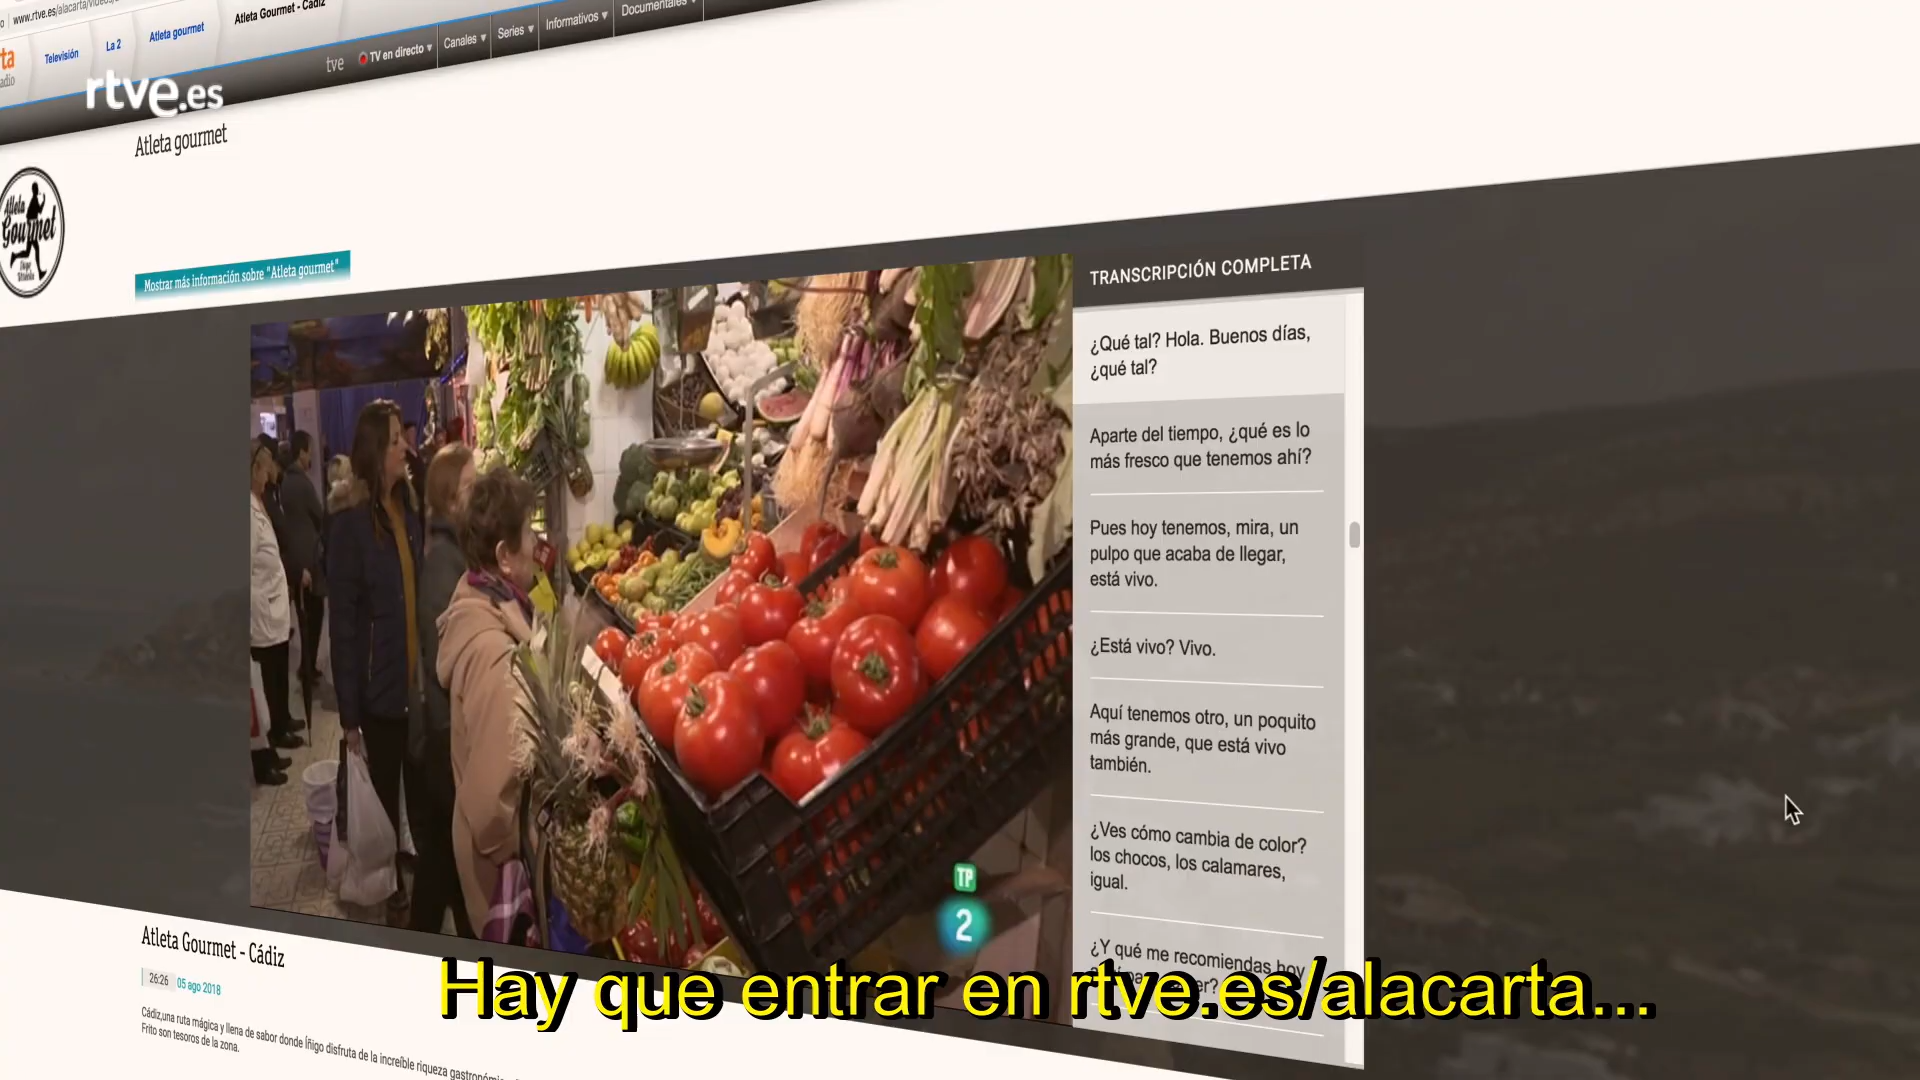 www.rtve.es/alacarta/videos/
Televisión
La 2
Atleta gourmet
Atleta Gourmet - Cádiz
rtve.es
tve
TV en directo
Canales
Series
Informativos
Documentales
Atleta gourmet
Atleta
Gourmet
Mostrar más información sobre "Atleta gourmet"
TRANSCRIPCIÓN COMPLETA
¿Qué tal? Hola. Buenos días,
¿qué tal?
Aparte del tiempo, ¿qué es lo
más fresco que tenemos ahí?
Pues hoy tenemos, mira, un
pulpo que acaba de llegar,
está vivo.
¿Está vivo? Vivo.
Aquí tenemos otro, un poquito
más grande, que está vivo
también.
¿Ves cómo cambia de color?
los chocos, los calamares,
igual.
¿Y qué me recomiendas hoy
TP
2
Atleta Gourmet - Cádiz
26:26
05 ago 2018
Cádiz,una ruta mágica y llena de sabor donde Íñigo disfruta de la increíble riqueza
Frito son tesoros de la zona.
Hay que entrar en rtve.es/alacarta...